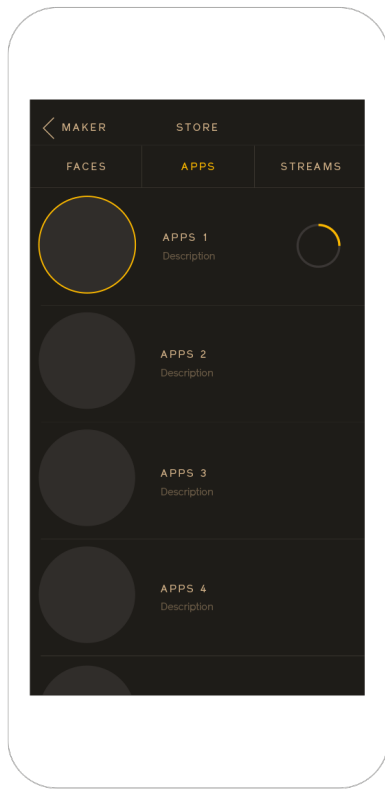 MAKER STORE
FACES APPS STREAMS
APPS 1
Description
APPS 2
Description
APPS 3
Description
APPS 4
Description